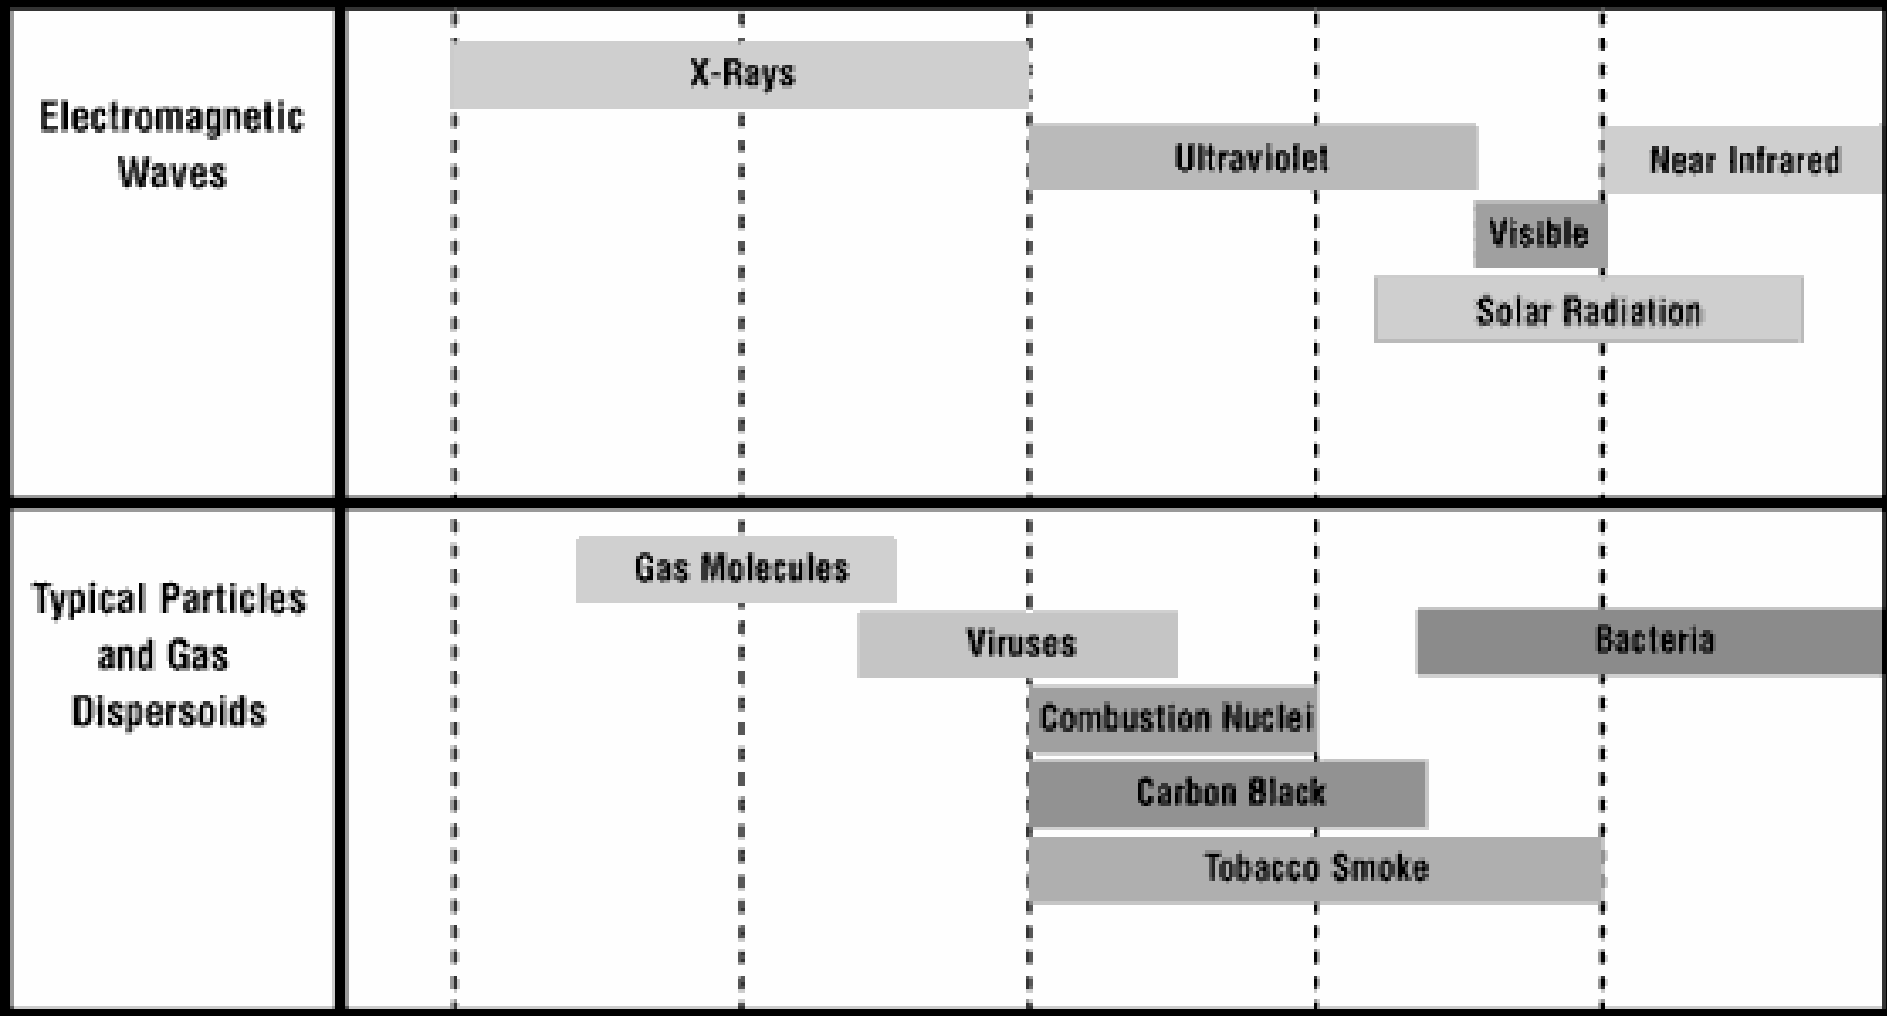 Electromagnetic
Waves
X-Rays
Ultraviolet
Near Infrared
Visible
Solar Radiation
Typical Particles
and Gas
Dispersoids
Gas Molecules
Viruses
Bacteria
Combustion Nuclei
Carbon Black
Tobacco Smoke